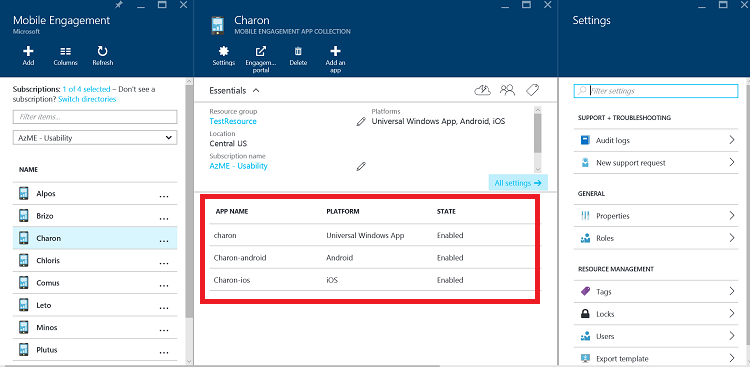 Mobile Engagement
Microsoft
Add
Columns
Refresh
Subscriptions: 1 of 4 selected – Don't see a
subscription? Switch directories
Filter items...
AzME - Usability
NAME
Alpos
...
Brizo
...
Charon
...
Chloris
...
Comus
...
Leto
...
Minos
...
Plutus
...
Charon
MOBILE ENGAGEMENT APP COLLECTION
Settings
Engagem...
portal
Delete
Add an
app
Essentials
Resource group
TestResource
Platforms
Universal Windows App, Android, iOS
Location
Central US
Subscription name
AzME - Usability
All settings →
APP NAME PLATFORM STATE
charon Universal Windows App Enabled
Charon-android Android Enabled
Charon-ios iOS Enabled
Settings
Filter settings
SUPPORT + TROUBLESHOOTING
Audit logs
New support request
GENERAL
Properties
Roles
RESOURCE MANAGEMENT
Tags
Locks
Users
Export template